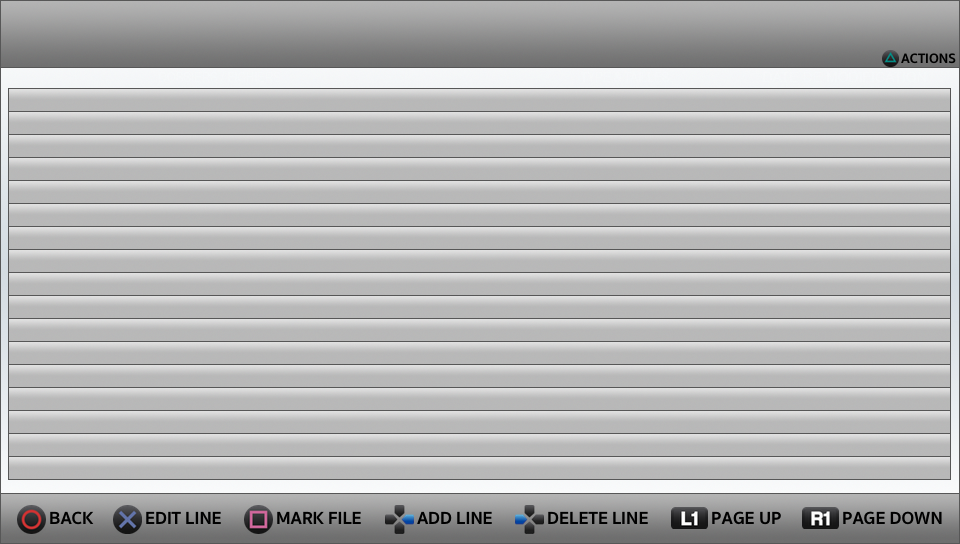 ACTIONS
BACK EDIT LINE MARK FILE ADD LINE DELETE LINE L1 PAGE UP R1 PAGE DOWN